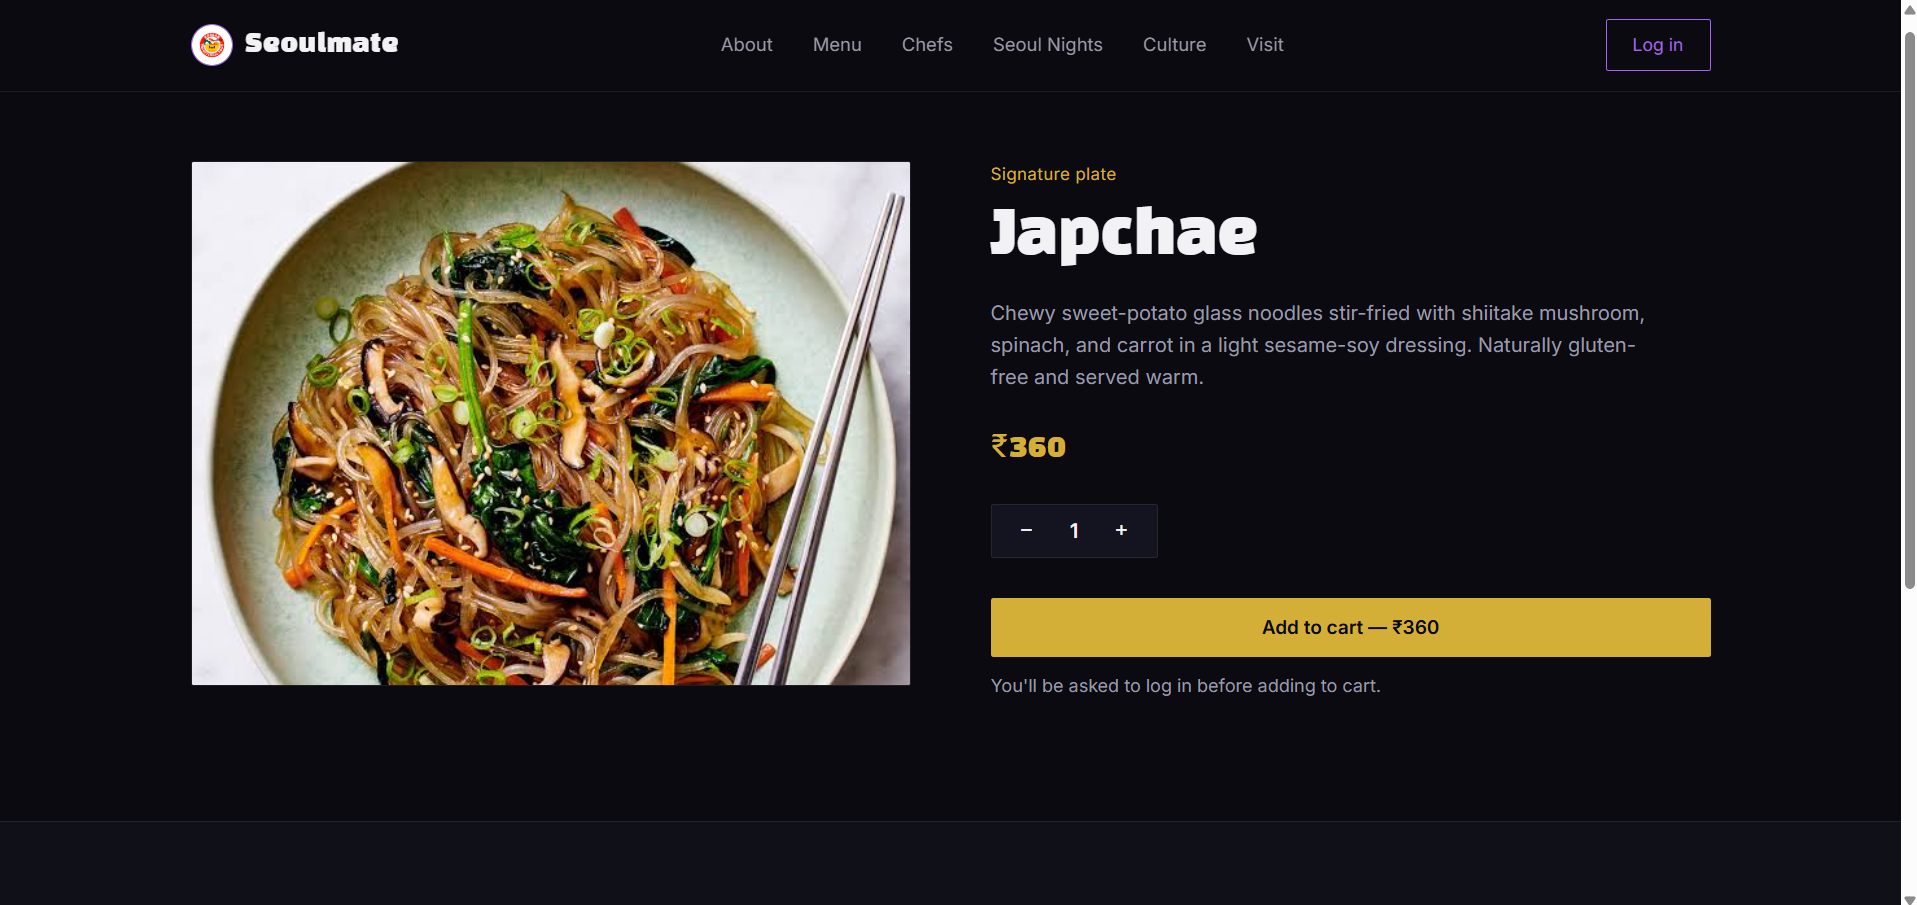 Seoulmate
About
Menu
Chefs
Seoul Nights
Culture
Visit
Log in
Signature plate
Japchae
Chewy sweet-potato glass noodles stir-fried with shiitake mushroom,
spinach, and carrot in a light sesame-soy dressing. Naturally gluten-
free and served warm.
₹360
− 1 +
Add to cart — ₹360
You'll be asked to log in before adding to cart.